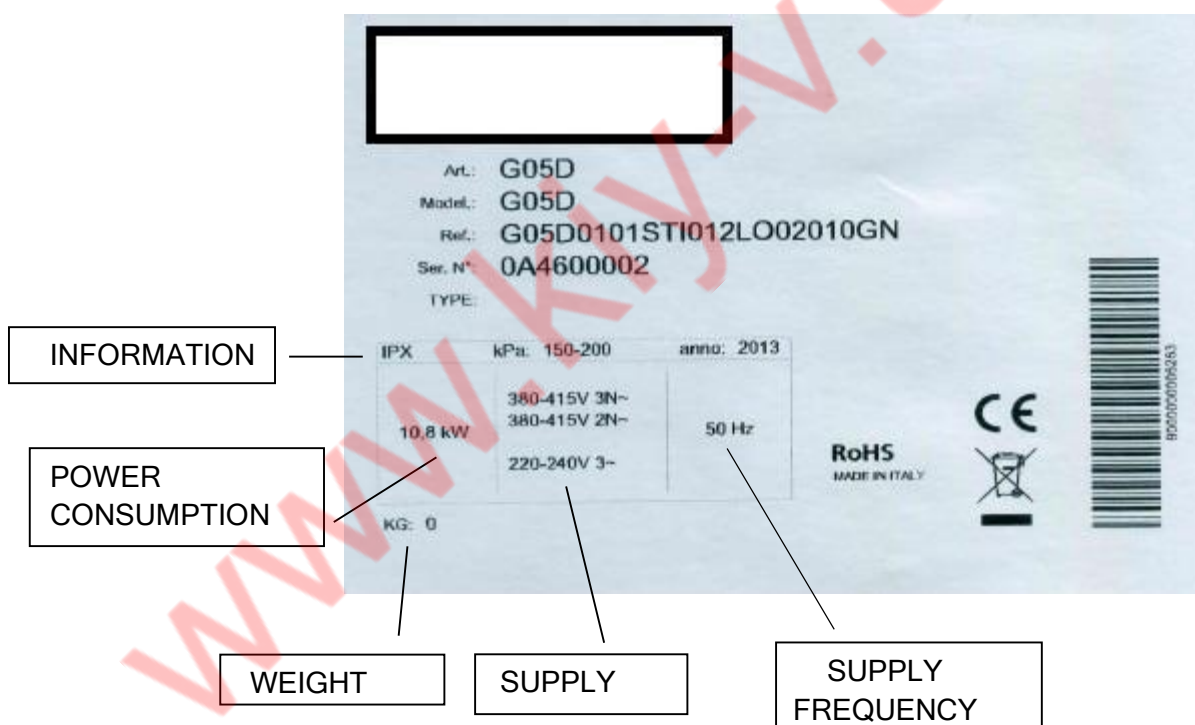 Art.: G05D
Model.: G05D
Ref.: G05D0101STI012LO02010GN
Ser. N°: 0A4600002
TYPE:
INFORMATION
IPX kPa: 150-200 anno: 2013
380-415V 3N~
10,8 kW 380-415V 2N~ 50 Hz
220-240V 3~
RoHS
MADE IN ITALY
CE
POWER
CONSUMPTION
KG: 0
WEIGHT
SUPPLY
SUPPLY
FREQUENCY
www.kiy-v.